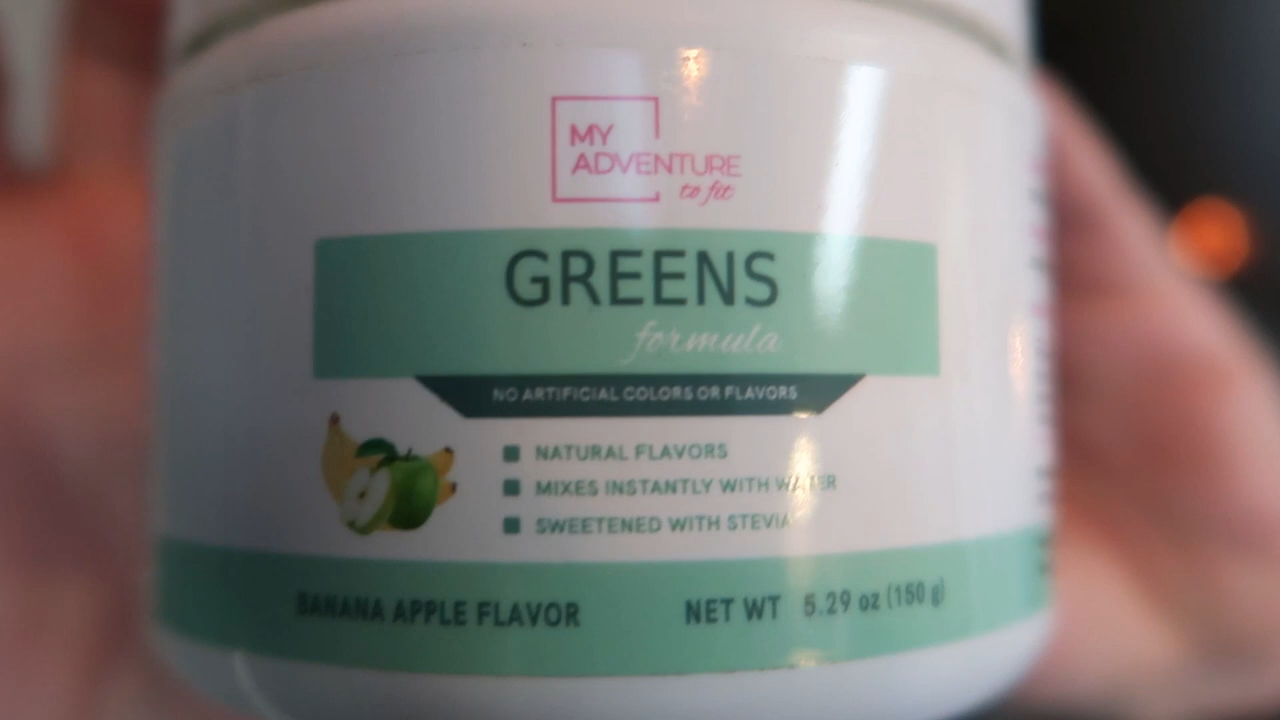 MY
ADVENTURE
to fit
GREENS
formula
NO ARTIFICIAL COLORS OR FLAVORS
NATURAL FLAVORS
MIXES INSTANTLY WITH WATER
SWEETENED WITH STEVIA
BANANA APPLE FLAVOR
NET WT 5.29 oz (150 g)